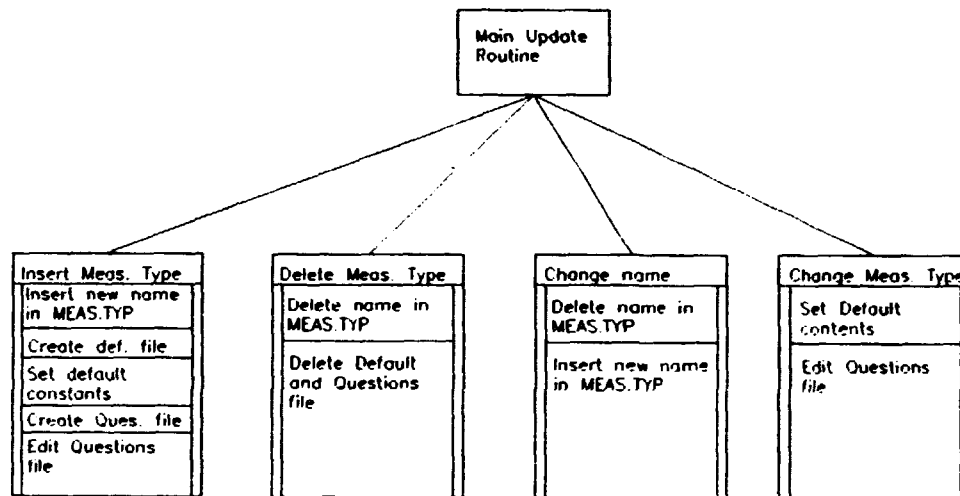 Main Update
Routine
Insert Meas. Type
Insert new name
in MEAS.TYP
Create def. file
Set default
constants
Create Ques. file
Edit Questions
file
Delete Meas. Type
Delete name in
MEAS.TYP
Delete Default
and Questions
file
Change name
Delete name in
MEAS.TYP
Insert new name
in MEAS.TYP
Change Meas. Type
Set Default
contents
Edit Questions
file